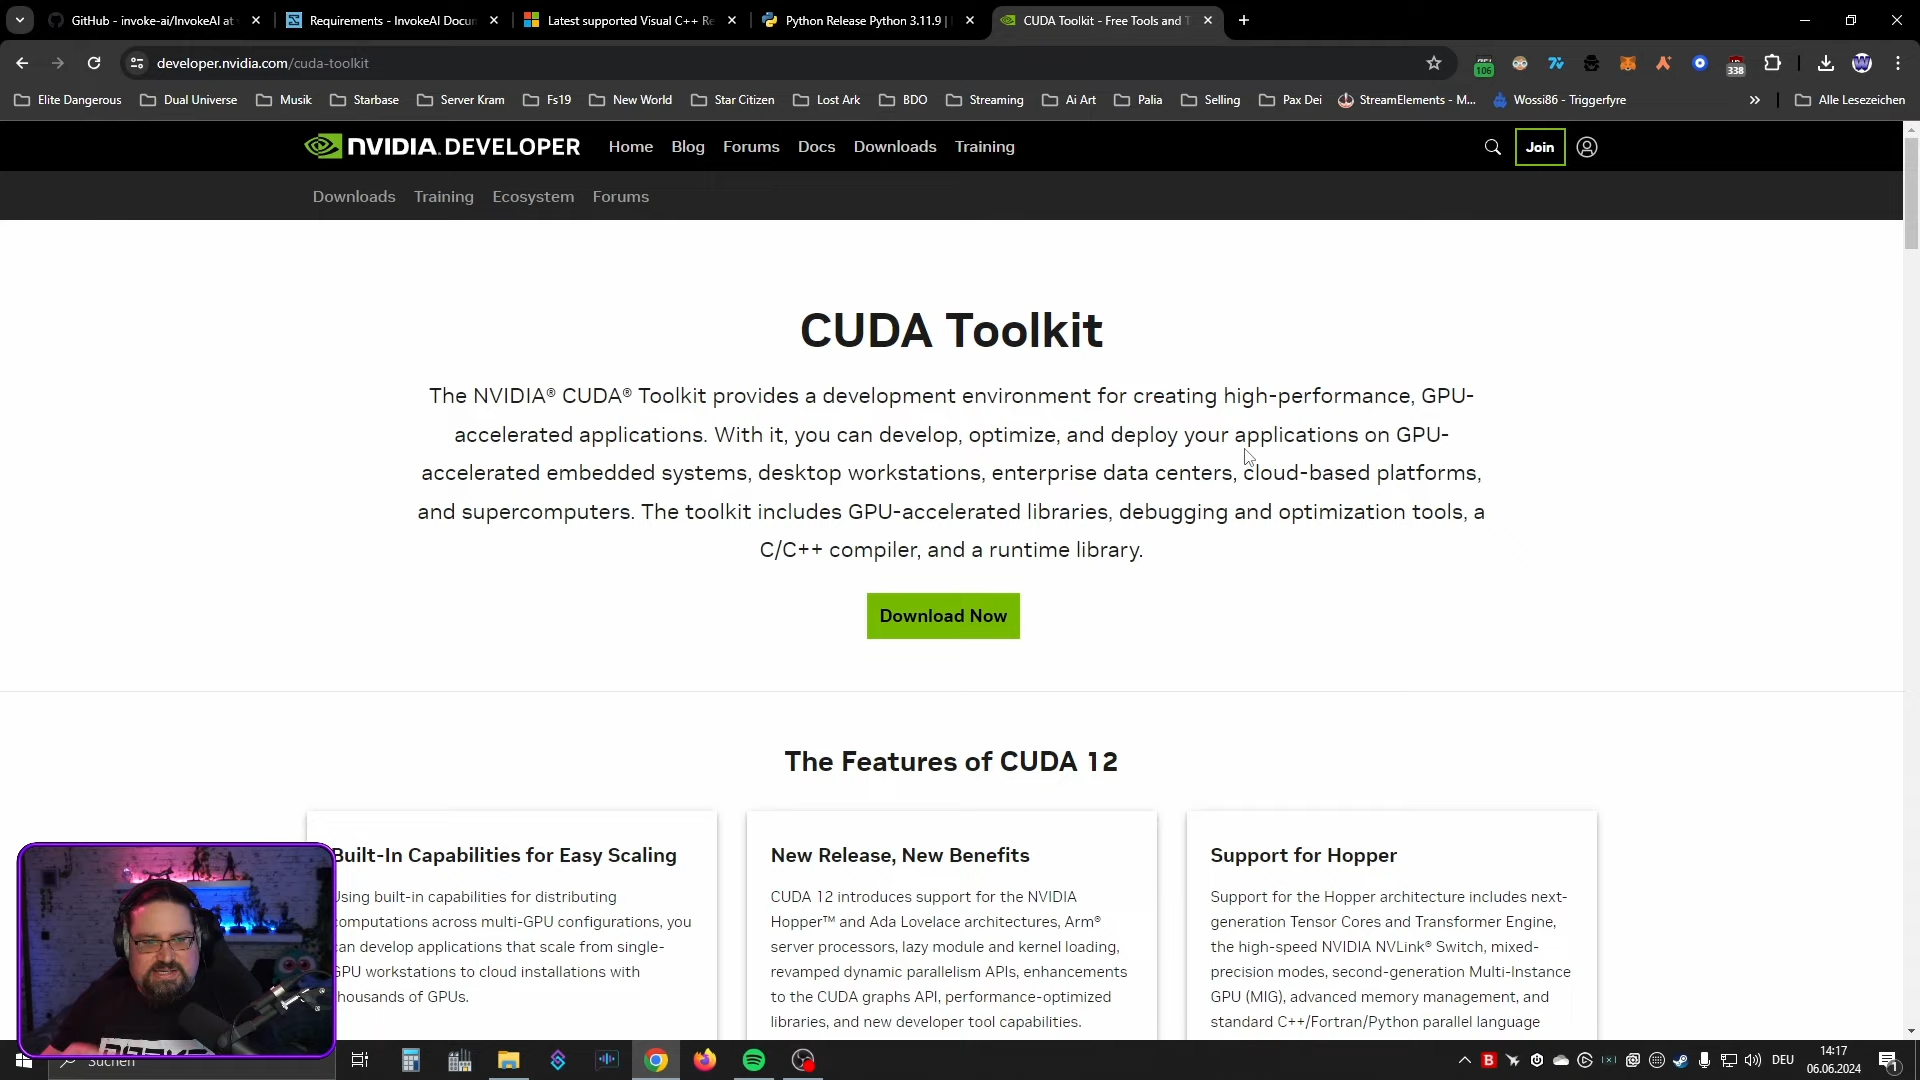 GitHub - invoke-ai/InvokeAI at
Requirements - InvokeAI Docum
Latest supported Visual C++ Re
Python Release Python 3.11.9 |
CUDA Toolkit - Free Tools and T
developer.nvidia.com/cuda-toolkit
106
338
Elite Dangerous
Dual Universe
Musik
Starbase
Server Kram
Fs19
New World
Star Citizen
Lost Ark
BDO
Streaming
Ai Art
Palia
Selling
Pax Dei
StreamElements - M...
Wossi86 - Triggerfyre
»
Alle Lesezeichen
NVIDIA. DEVELOPER
Home
Blog
Forums
Docs
Downloads
Training
Join
Downloads
Training
Ecosystem
Forums
CUDA Toolkit
The NVIDIA® CUDA® Toolkit provides a development environment for creating high-performance, GPU-
accelerated applications. With it, you can develop, optimize, and deploy your applications on GPU-
accelerated embedded systems, desktop workstations, enterprise data centers, cloud-based platforms,
and supercomputers. The toolkit includes GPU-accelerated libraries, debugging and optimization tools, a
C/C++ compiler, and a runtime library.
Download Now
The Features of CUDA 12
Built-In Capabilities for Easy Scaling
Using built-in capabilities for distributing
computations across multi-GPU configurations, you
can develop applications that scale from single-
GPU workstations to cloud installations with
thousands of GPUs.
New Release, New Benefits
CUDA 12 introduces support for the NVIDIA
Hopper™ and Ada Lovelace architectures, Arm®
server processors, lazy module and kernel loading,
revamped dynamic parallelism APIs, enhancements
to the CUDA graphs API, performance-optimized
libraries, and new developer tool capabilities.
Support for Hopper
Support for the Hopper architecture includes next-
generation Tensor Cores and Transformer Engine,
the high-speed NVIDIA NVLink® Switch, mixed-
precision modes, second-generation Multi-Instance
GPU (MIG), advanced memory management, and
standard C++/Fortran/Python parallel language
Suchen
DEU
14:17
06.06.2024
1